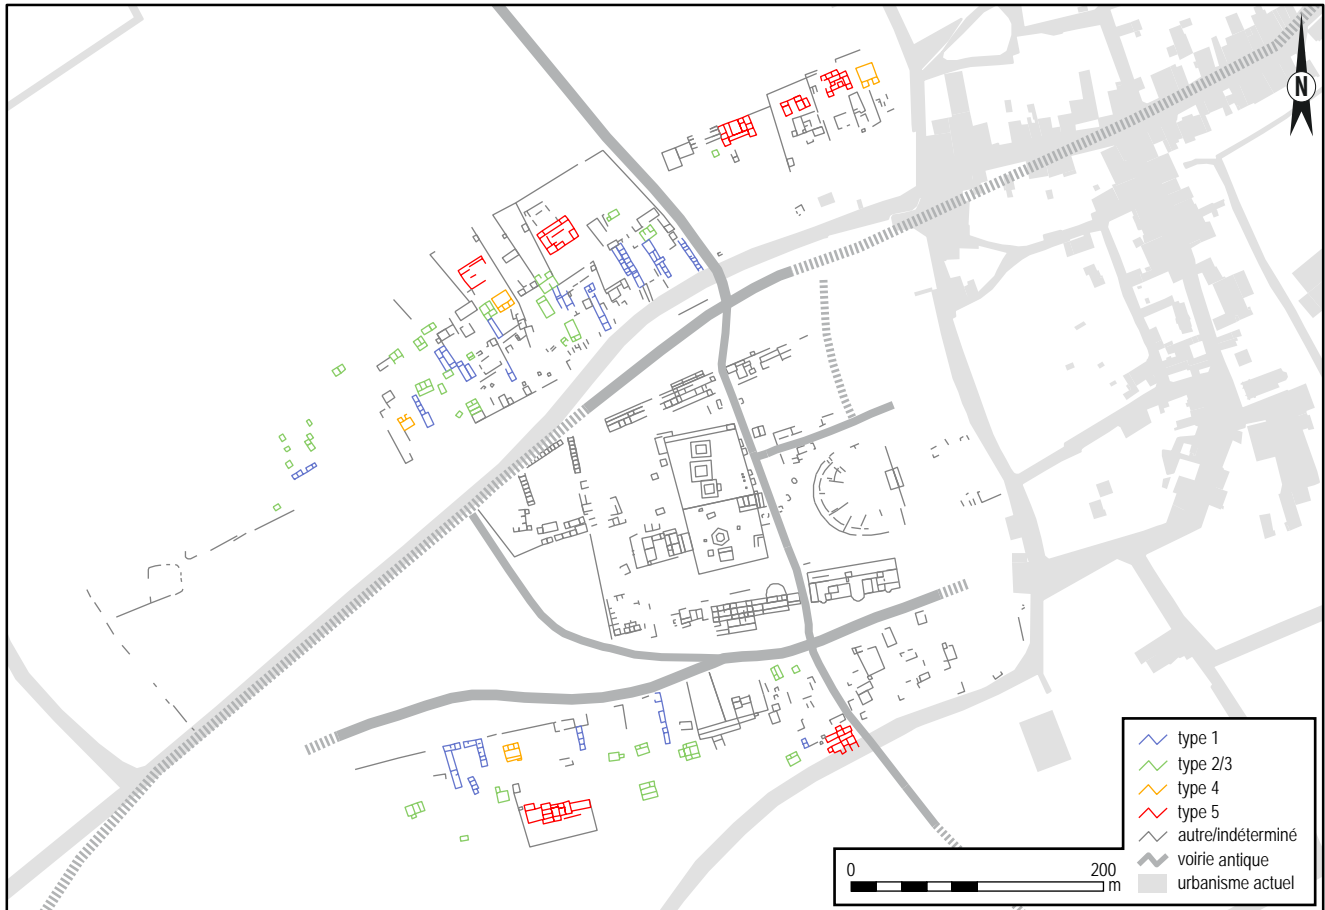 N
type 1
type 2/3
type 4
type 5
autre/indéterminé
voirie antique
urbanisme actuel
0 200
m